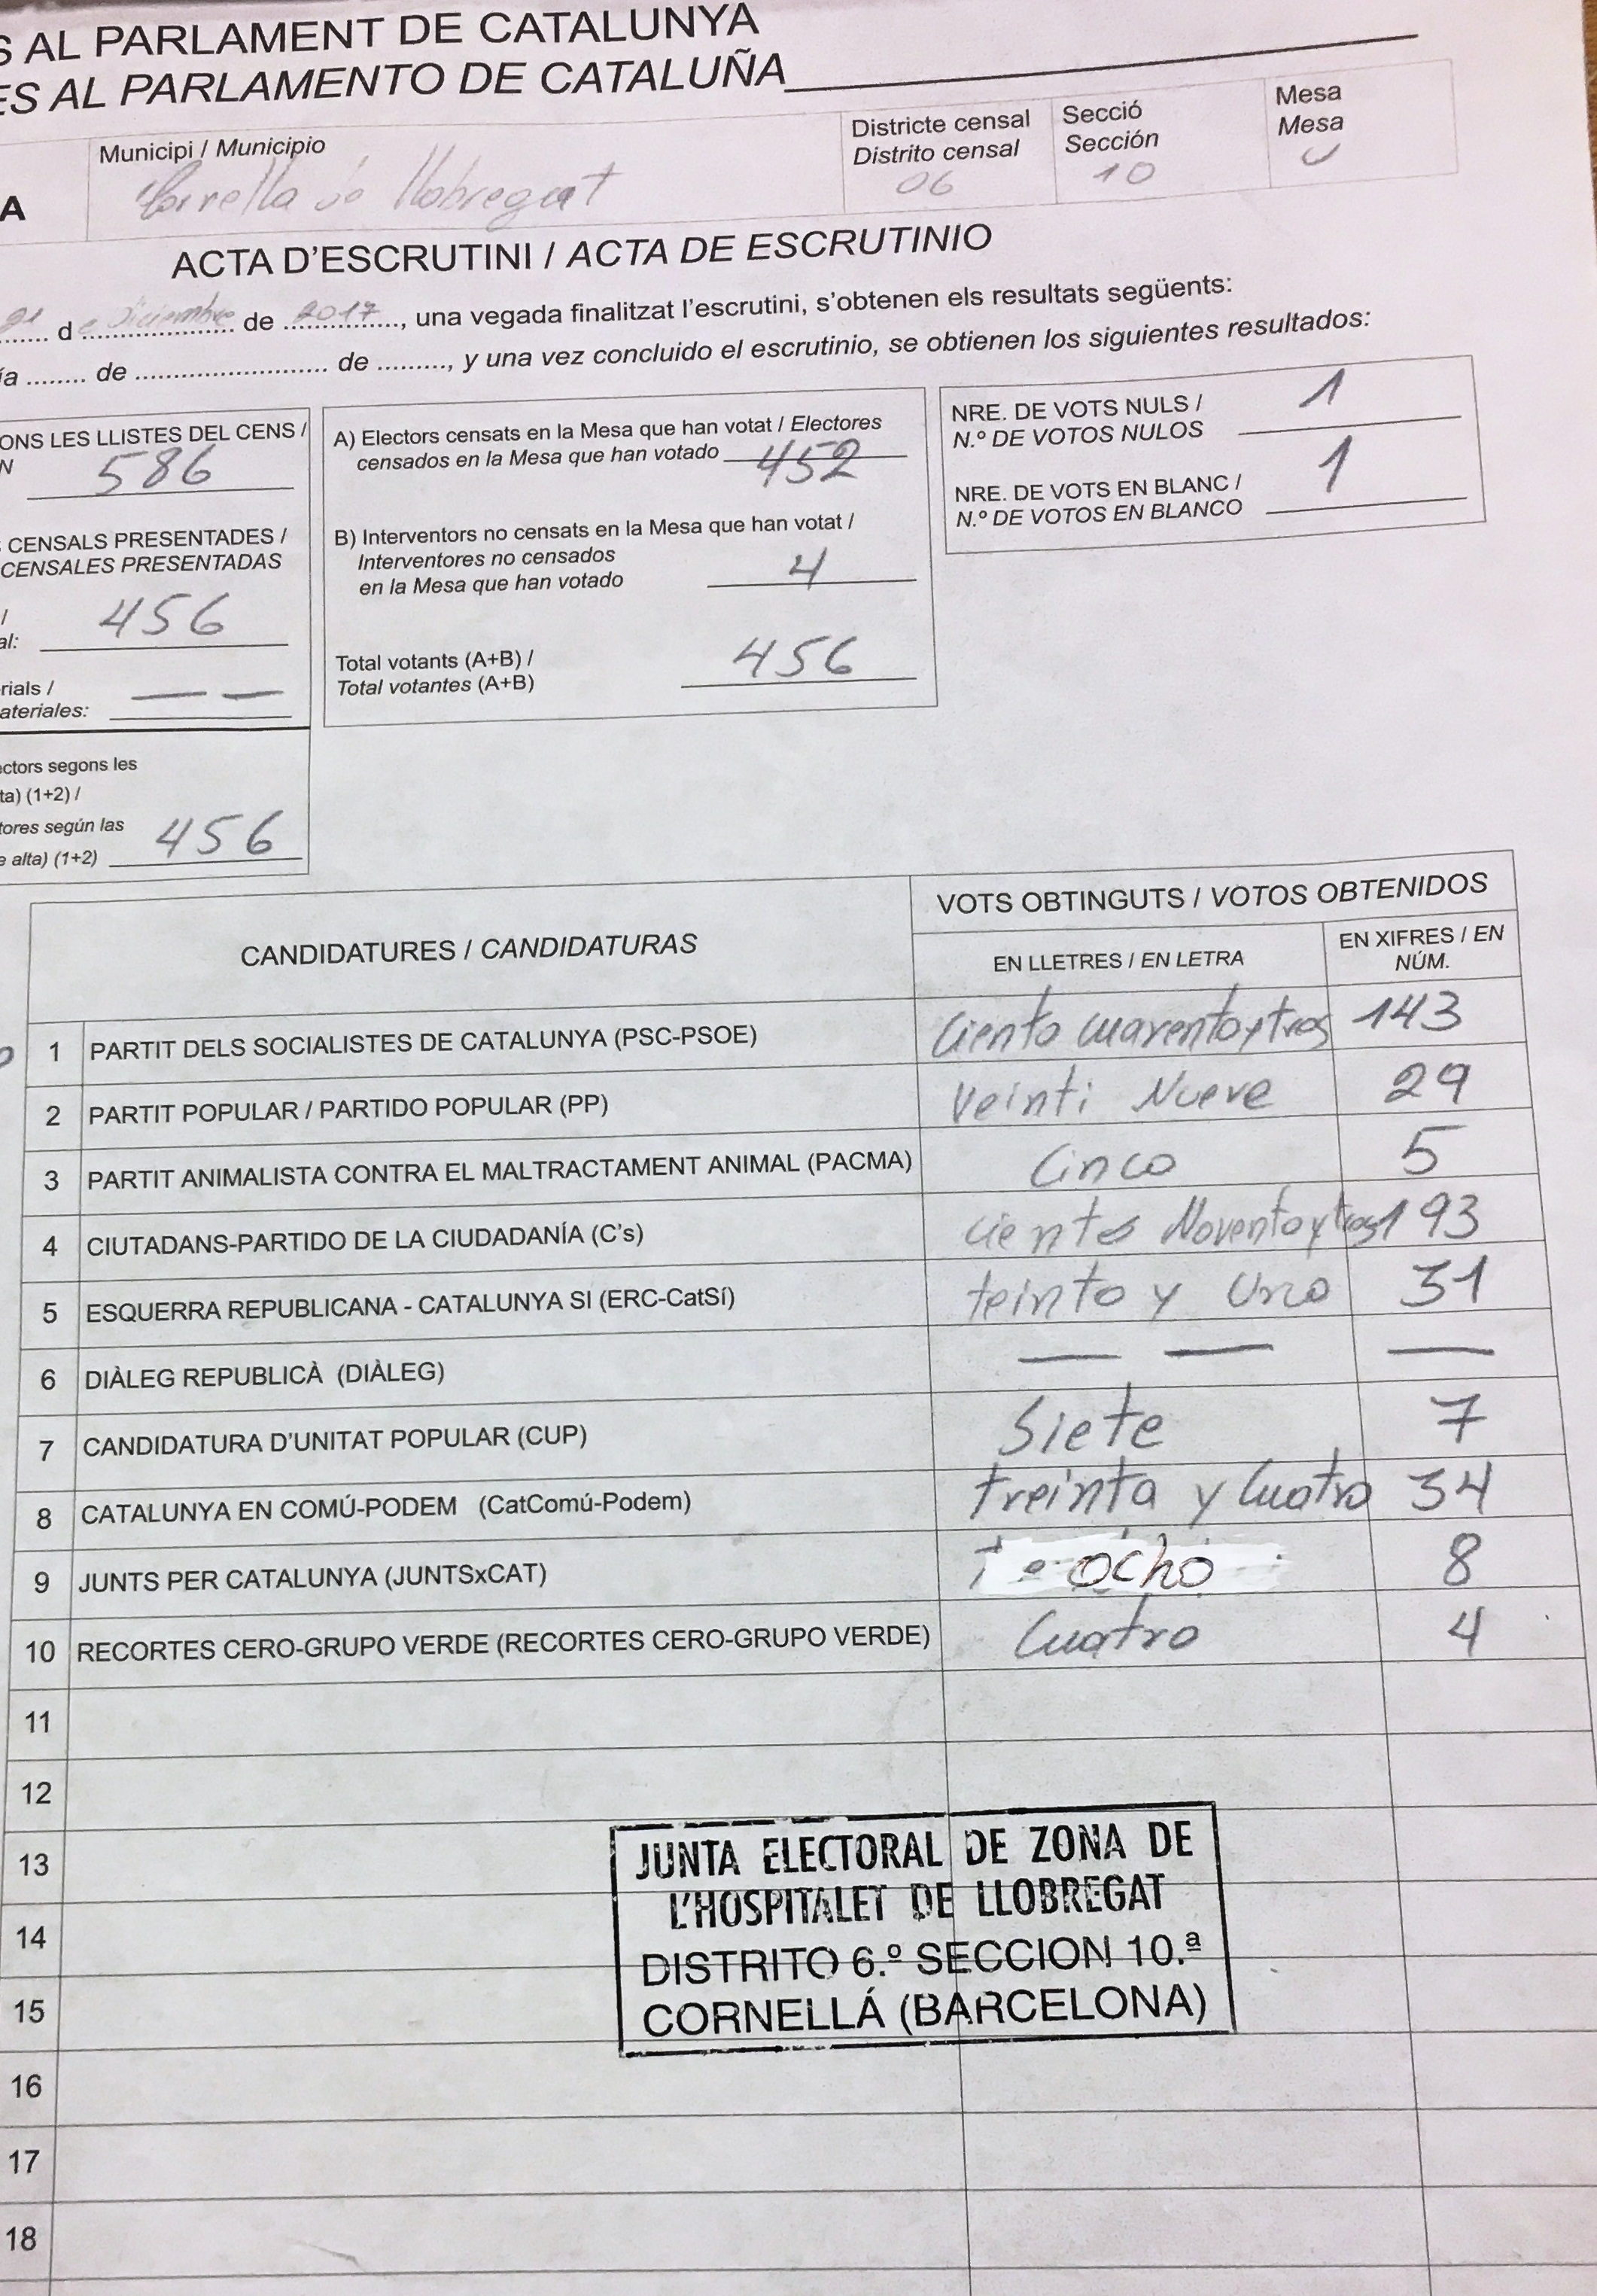 S AL PARLAMENT DE CATALUNYA
ES AL PARLAMENTO DE CATALUÑA
A
Municipi / Municipio
de Llobregat
Districte censal
Distrito censal
06
Secció
Sección
10
Mesa
Mesa
U
ACTA D'ESCRUTINI / ACTA DE ESCRUTINIO
de 2017, una vegada finalitzat l'escrutini, s'obtenen els resultats següents:
ía ........ de ........................ de ........, y una vez concluido el escrutinio, se obtienen los siguientes resultados:
ONS LES LLISTES DEL CENS /
N 586
CENSALS PRESENTADES /
CENSALES PRESENTADAS
/
al: 456
rials /
ateriales: — —
ectors segons les
ta) (1+2) /
tores según las
e alta) (1+2) 456
A) Electors censats en la Mesa que han votat / Electores
censados en la Mesa que han votado 452
B) Interventors no censats en la Mesa que han votat /
Interventores no censados
en la Mesa que han votado 4
Total votants (A+B) /
Total votantes (A+B) 456
NRE. DE VOTS NULS /
N.º DE VOTOS NULOS 1
NRE. DE VOTS EN BLANC /
N.º DE VOTOS EN BLANCO 1
CANDIDATURES / CANDIDATURAS
VOTS OBTINGUTS / VOTOS OBTENIDOS
EN LLETRES / EN LETRA
EN XIFRES / EN
NÚM.
1 PARTIT DELS SOCIALISTES DE CATALUNYA (PSC-PSOE) Ciento cuarentaytres 143
2 PARTIT POPULAR / PARTIDO POPULAR (PP) Veinti Nueve 29
3 PARTIT ANIMALISTA CONTRA EL MALTRACTAMENT ANIMAL (PACMA) Cinco 5
4 CIUTADANS-PARTIDO DE LA CIUDADANÍA (C's) Ciento Noventaytres 193
5 ESQUERRA REPUBLICANA - CATALUNYA SI (ERC-CatSí) Teinta y Uno 31
6 DIÀLEG REPUBLICÀ (DIÀLEG) — — —
7 CANDIDATURA D'UNITAT POPULAR (CUP) Siete 7
8 CATALUNYA EN COMÚ-PODEM (CatComú-Podem) treinta y Cuatro 34
9 JUNTS PER CATALUNYA (JUNTSxCAT) ocho 8
10 RECORTES CERO-GRUPO VERDE (RECORTES CERO-GRUPO VERDE) Cuatro 4
11
12
13
14
15
16
17
18
JUNTA ELECTORAL DE ZONA DE
L'HOSPITALET DE LLOBREGAT
DISTRITO 6.º SECCION 10.ª
CORNELLÁ (BARCELONA)